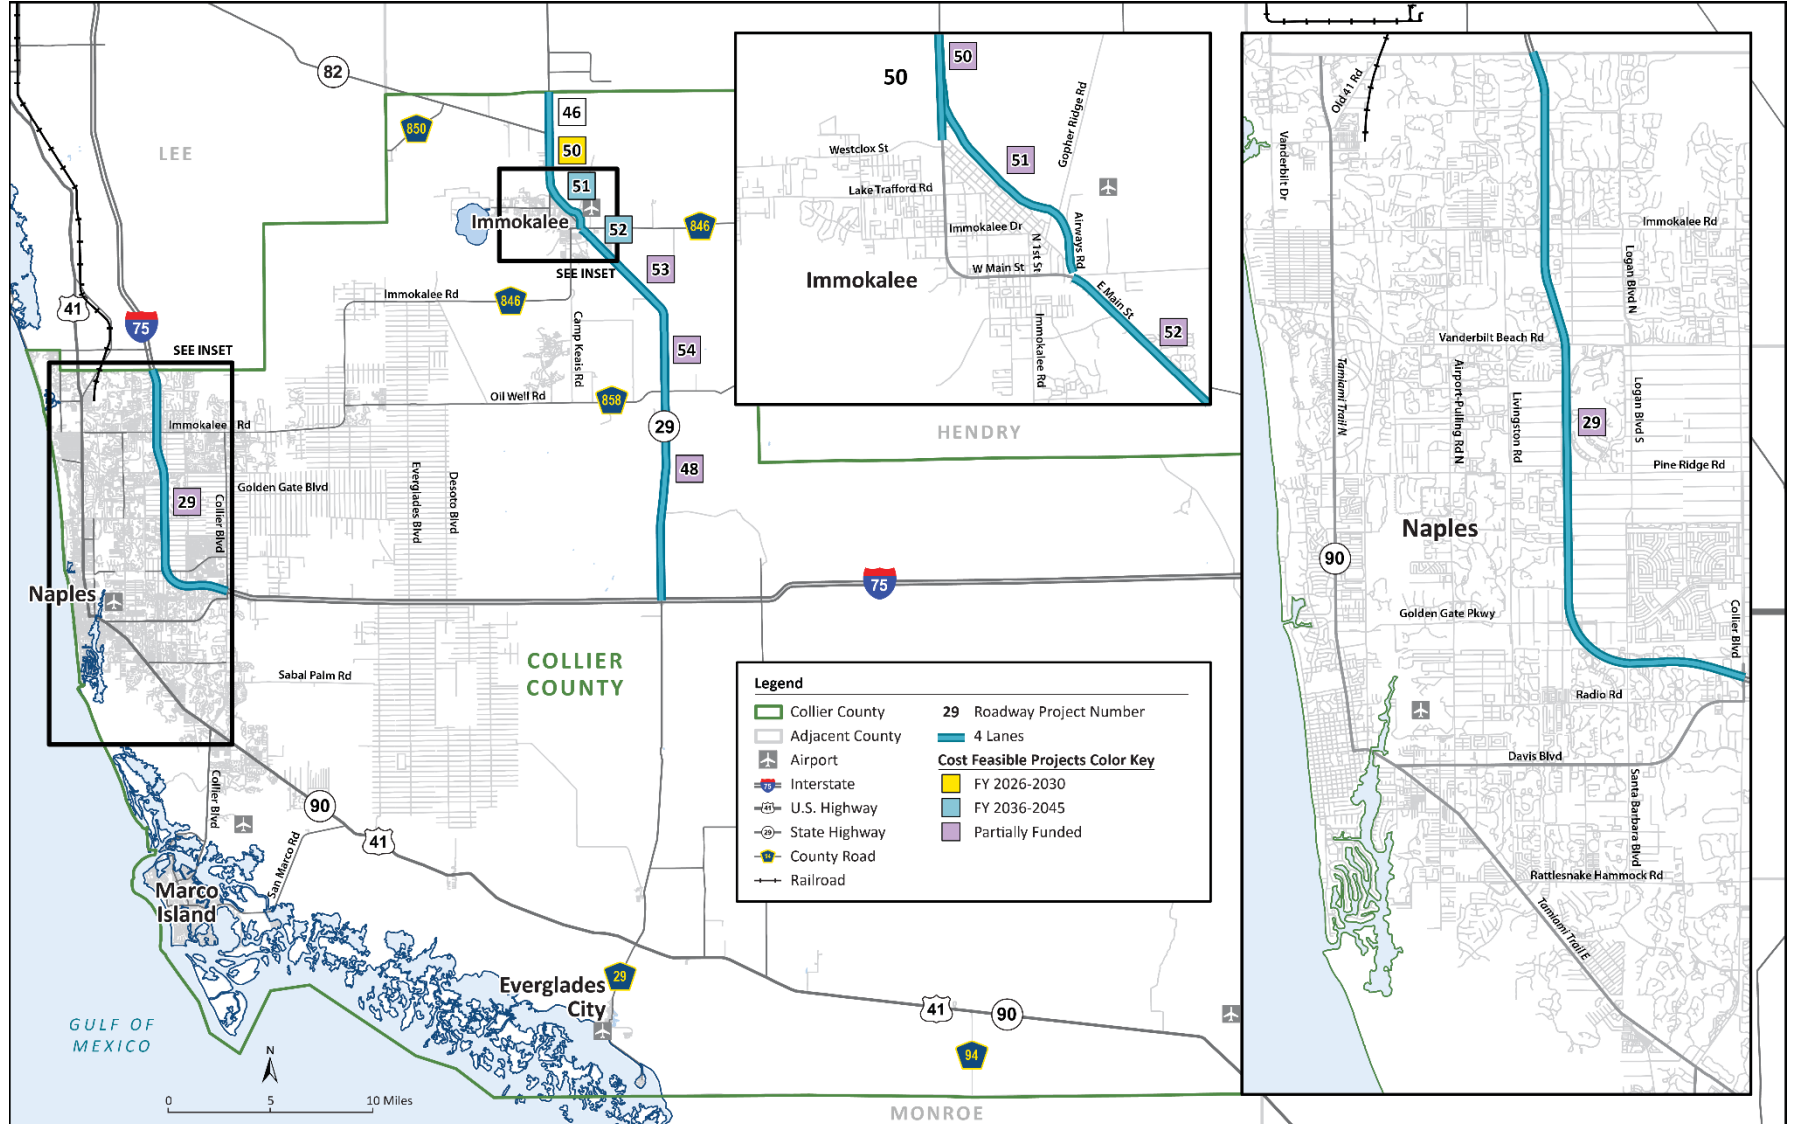 82
46
850
50
LEE
51
Immokalee
52
846
SEE INSET
53
Immokalee Rd
846
41
75
Camp Keais Rd
SEE INSET
54
Oil Well Rd
858
Immokalee Rd
29
HENDRY
48
Golden Gate Blvd
29
Collier Blvd
Everglades Blvd
Desoto Blvd
75
Naples
COLLIER
COUNTY
Sabal Palm Rd
Collier Blvd
90
41
San Marco Rd
Marco
Island
Everglades
City
29
41
90
94
GULF OF
MEXICO
N
0 5 10 Miles
MONROE
50
50
Gopher Ridge Rd
Westclox St
51
Lake Trafford Rd
Immokalee Dr
N 1st St
Airways Rd
W Main St
Immokalee
E Main St
52
Immokalee Rd
Legend
Collier County
Adjacent County
Airport
75
Interstate
41
U.S. Highway
29
State Highway
14
County Road
Railroad
29 Roadway Project Number
4 Lanes
Cost Feasible Projects Color Key
FY 2026-2030
FY 2036-2045
Partially Funded
Old 41 Rd
Vanderbilt Dr
Immokalee Rd
Logan Blvd N
Vanderbilt Beach Rd
Tamiami Trail N
Airport-Pulling Rd N
Livingston Rd
Logan Blvd S
29
Pine Ridge Rd
Naples
90
Golden Gate Pkwy
Collier Blvd
Radio Rd
Davis Blvd
Santa Barbara Blvd
Rattlesnake Hammock Rd
Tamiami Trail E